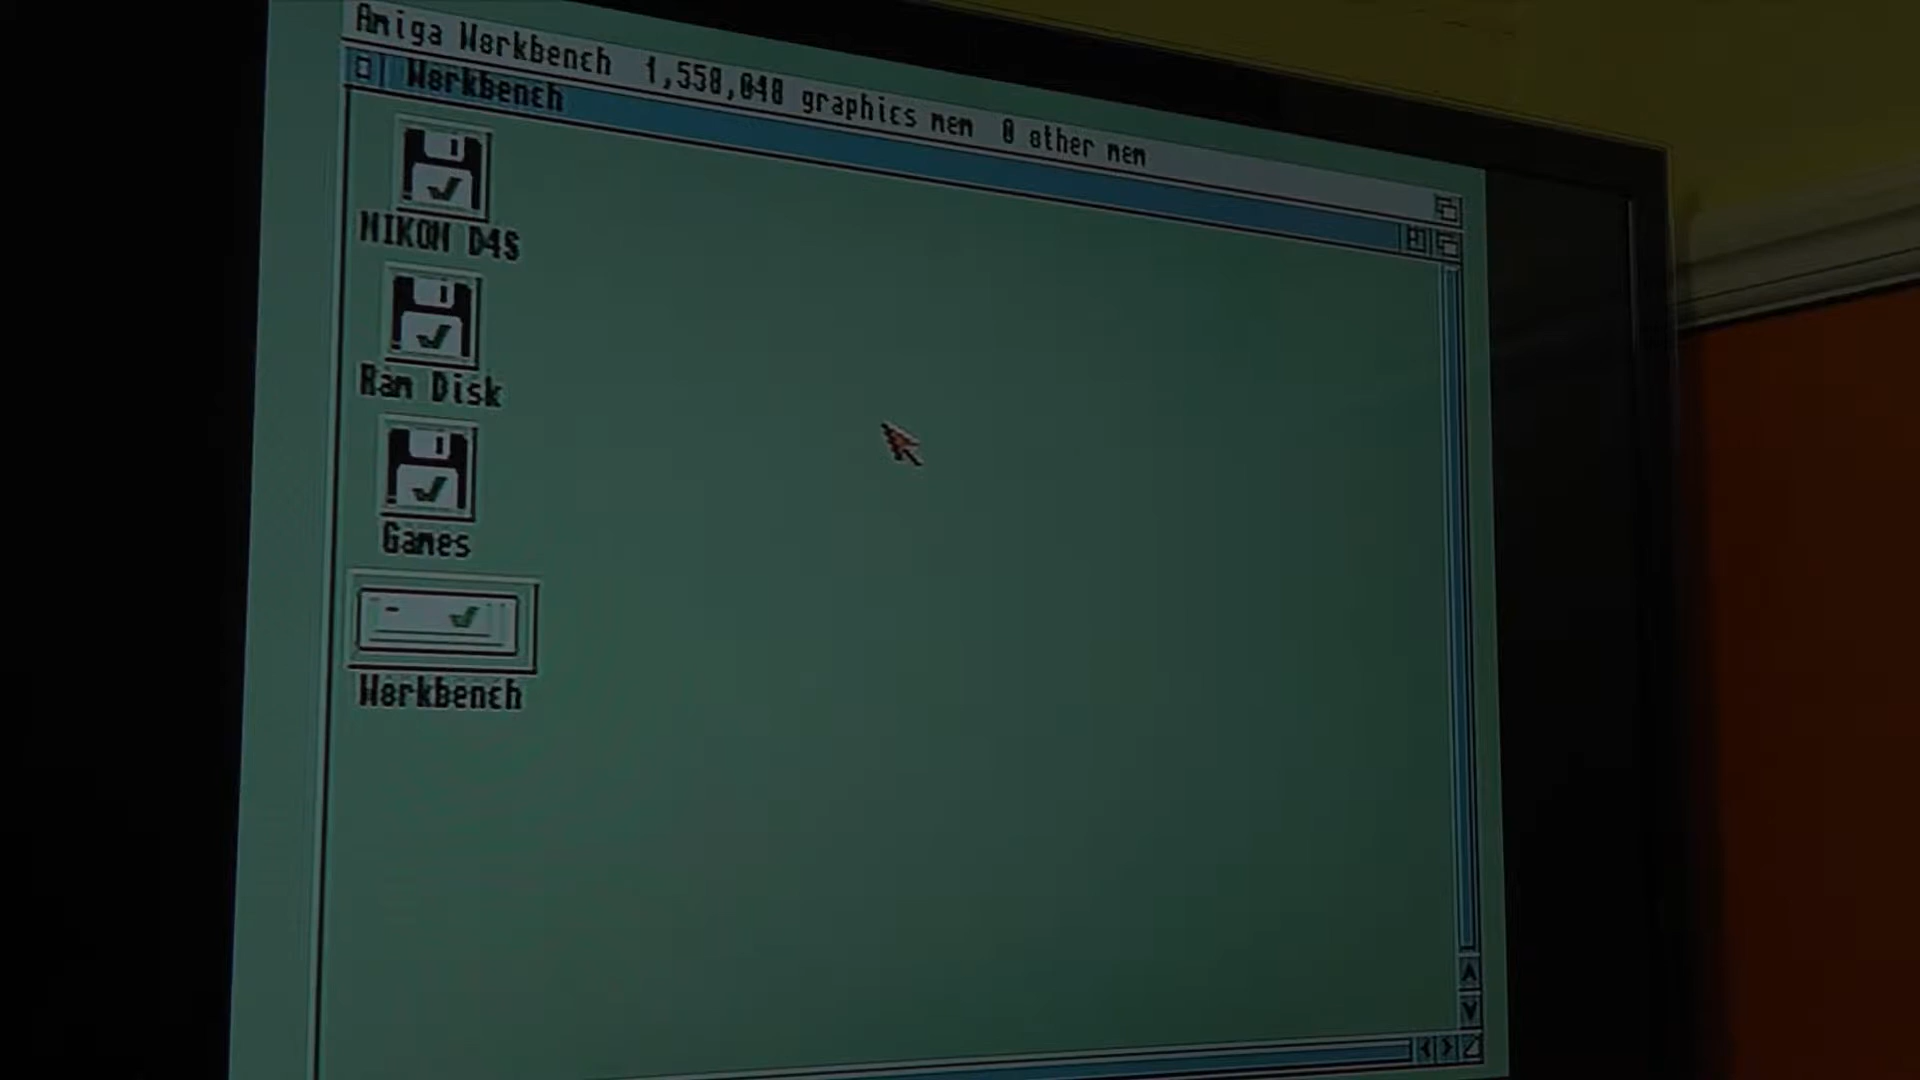 Amiga Workbench 1,558,048 graphics mem 0 other mem
Workbench
NIKON D4S
Ram Disk
Games
Workbench